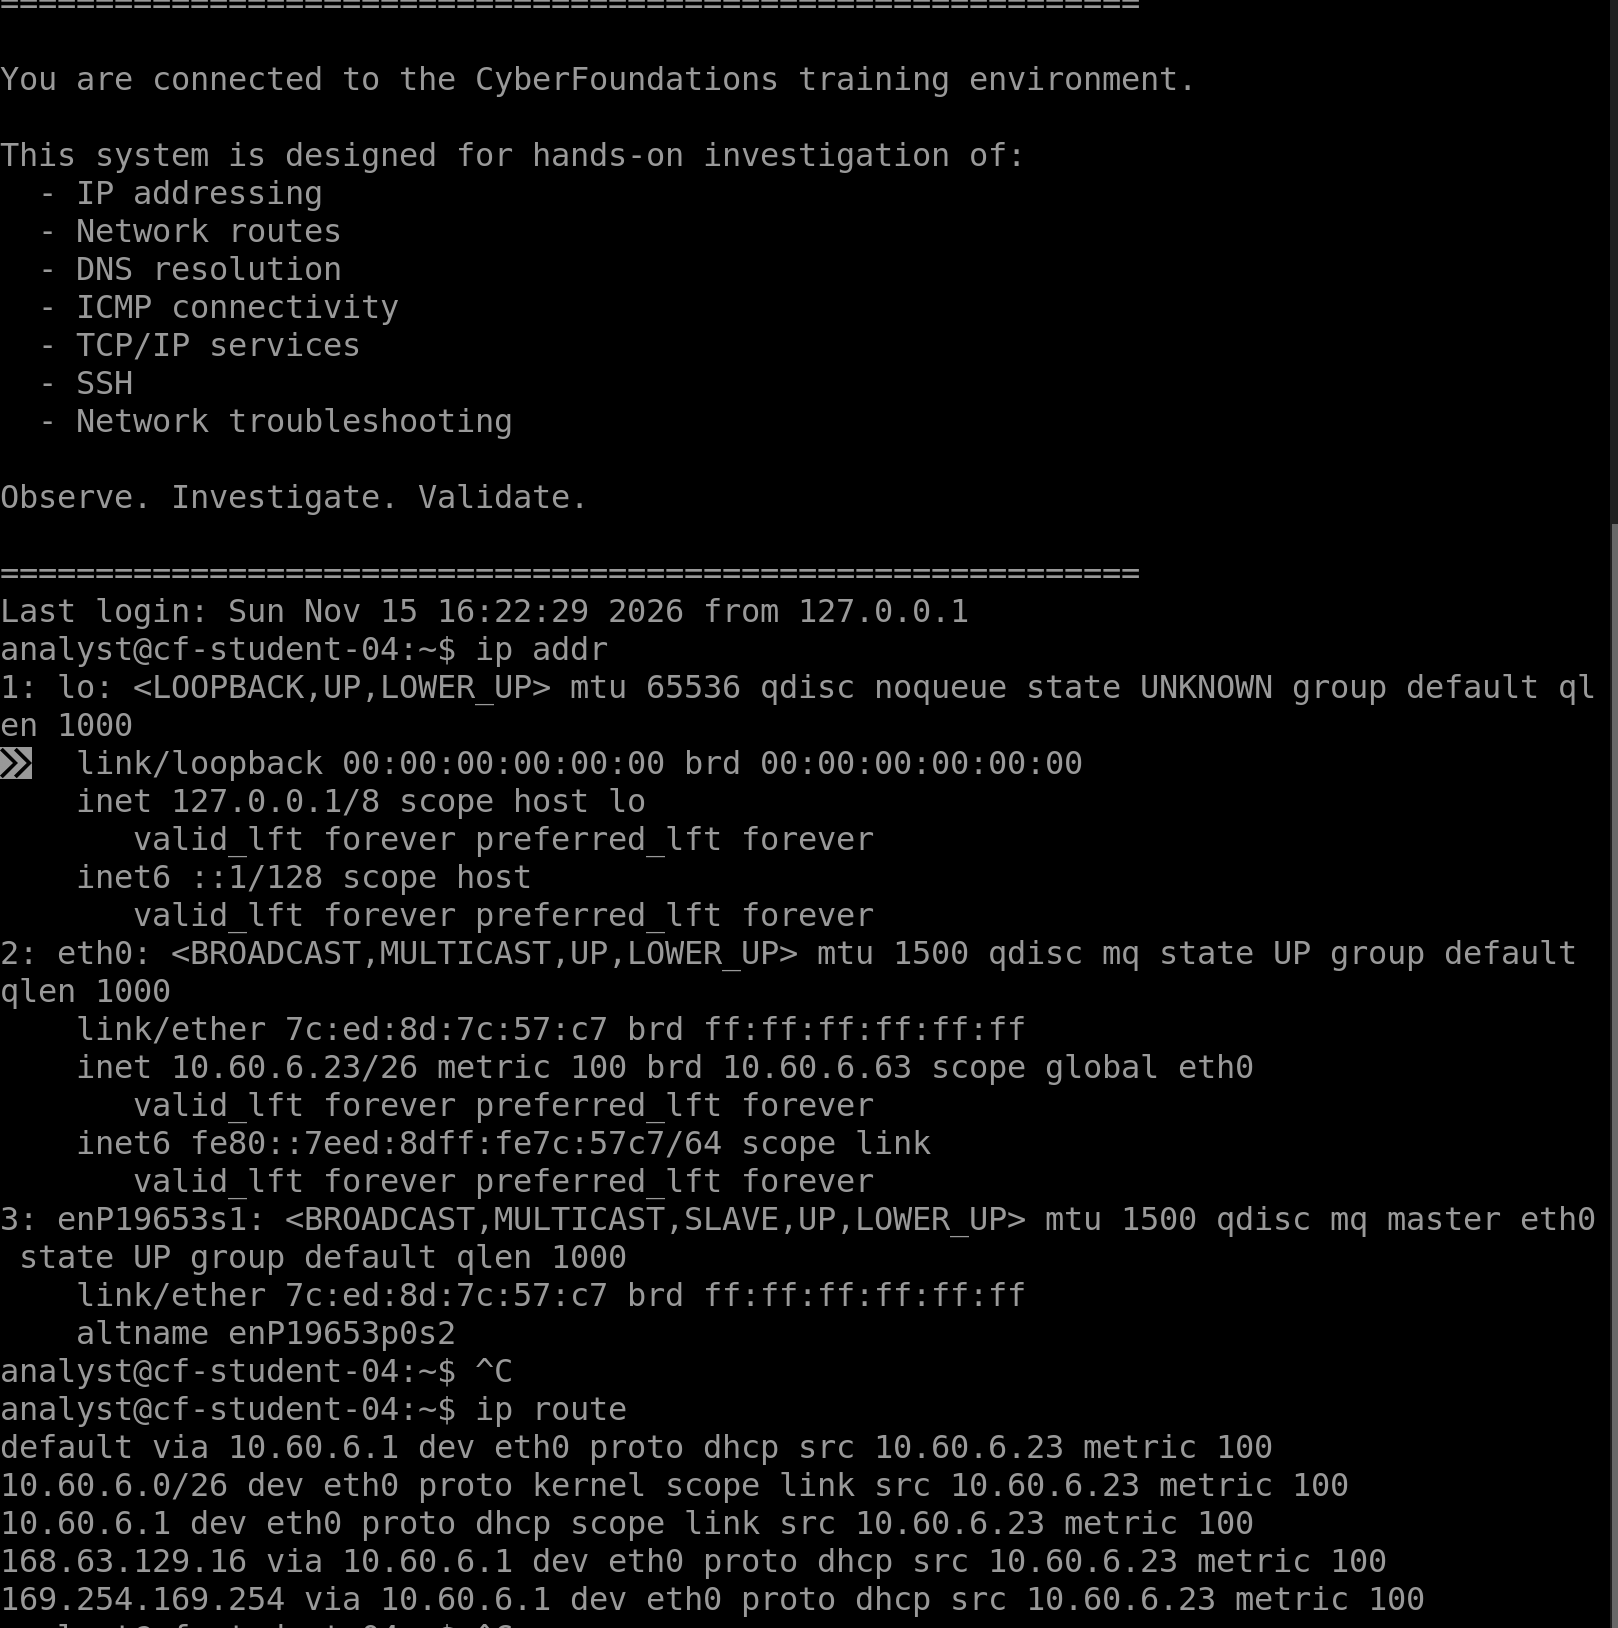 ============================================================
You are connected to the CyberFoundations training environment.
This system is designed for hands-on investigation of:
  - IP addressing
  - Network routes
  - DNS resolution
  - ICMP connectivity
  - TCP/IP services
  - SSH
  - Network troubleshooting
Observe. Investigate. Validate.
============================================================
Last login: Sun Nov 15 16:22:29 2026 from 127.0.0.1
analyst@cf-student-04:~$ ip addr
1: lo: <LOOPBACK,UP,LOWER_UP> mtu 65536 qdisc noqueue state UNKNOWN group default ql
en 1000
    link/loopback 00:00:00:00:00:00 brd 00:00:00:00:00:00
    inet 127.0.0.1/8 scope host lo
       valid_lft forever preferred_lft forever
    inet6 ::1/128 scope host
       valid_lft forever preferred_lft forever
2: eth0: <BROADCAST,MULTICAST,UP,LOWER_UP> mtu 1500 qdisc mq state UP group default
qlen 1000
    link/ether 7c:ed:8d:7c:57:c7 brd ff:ff:ff:ff:ff:ff
    inet 10.60.6.23/26 metric 100 brd 10.60.6.63 scope global eth0
       valid_lft forever preferred_lft forever
    inet6 fe80::7eed:8dff:fe7c:57c7/64 scope link
       valid_lft forever preferred_lft forever
3: enP19653s1: <BROADCAST,MULTICAST,SLAVE,UP,LOWER_UP> mtu 1500 qdisc mq master eth0
 state UP group default qlen 1000
    link/ether 7c:ed:8d:7c:57:c7 brd ff:ff:ff:ff:ff:ff
    altname enP19653p0s2
analyst@cf-student-04:~$ ^C
analyst@cf-student-04:~$ ip route
default via 10.60.6.1 dev eth0 proto dhcp src 10.60.6.23 metric 100
10.60.6.0/26 dev eth0 proto kernel scope link src 10.60.6.23 metric 100
10.60.6.1 dev eth0 proto dhcp scope link src 10.60.6.23 metric 100
168.63.129.16 via 10.60.6.1 dev eth0 proto dhcp src 10.60.6.23 metric 100
169.254.169.254 via 10.60.6.1 dev eth0 proto dhcp src 10.60.6.23 metric 100